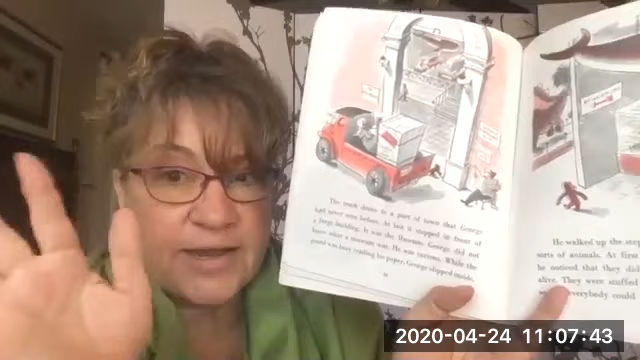 The truck drove to a part of town that George
had never seen before. At last it stopped in front of
a large building. It was the Museum. George did not
know what a museum was. He was curious. While the
guard was busy reading his paper, George slipped inside.
He walked up the ste
sorts of animals. At first
he noticed that they di
alive. They were stuffed
everybody could
2020-04-24 11:07:43